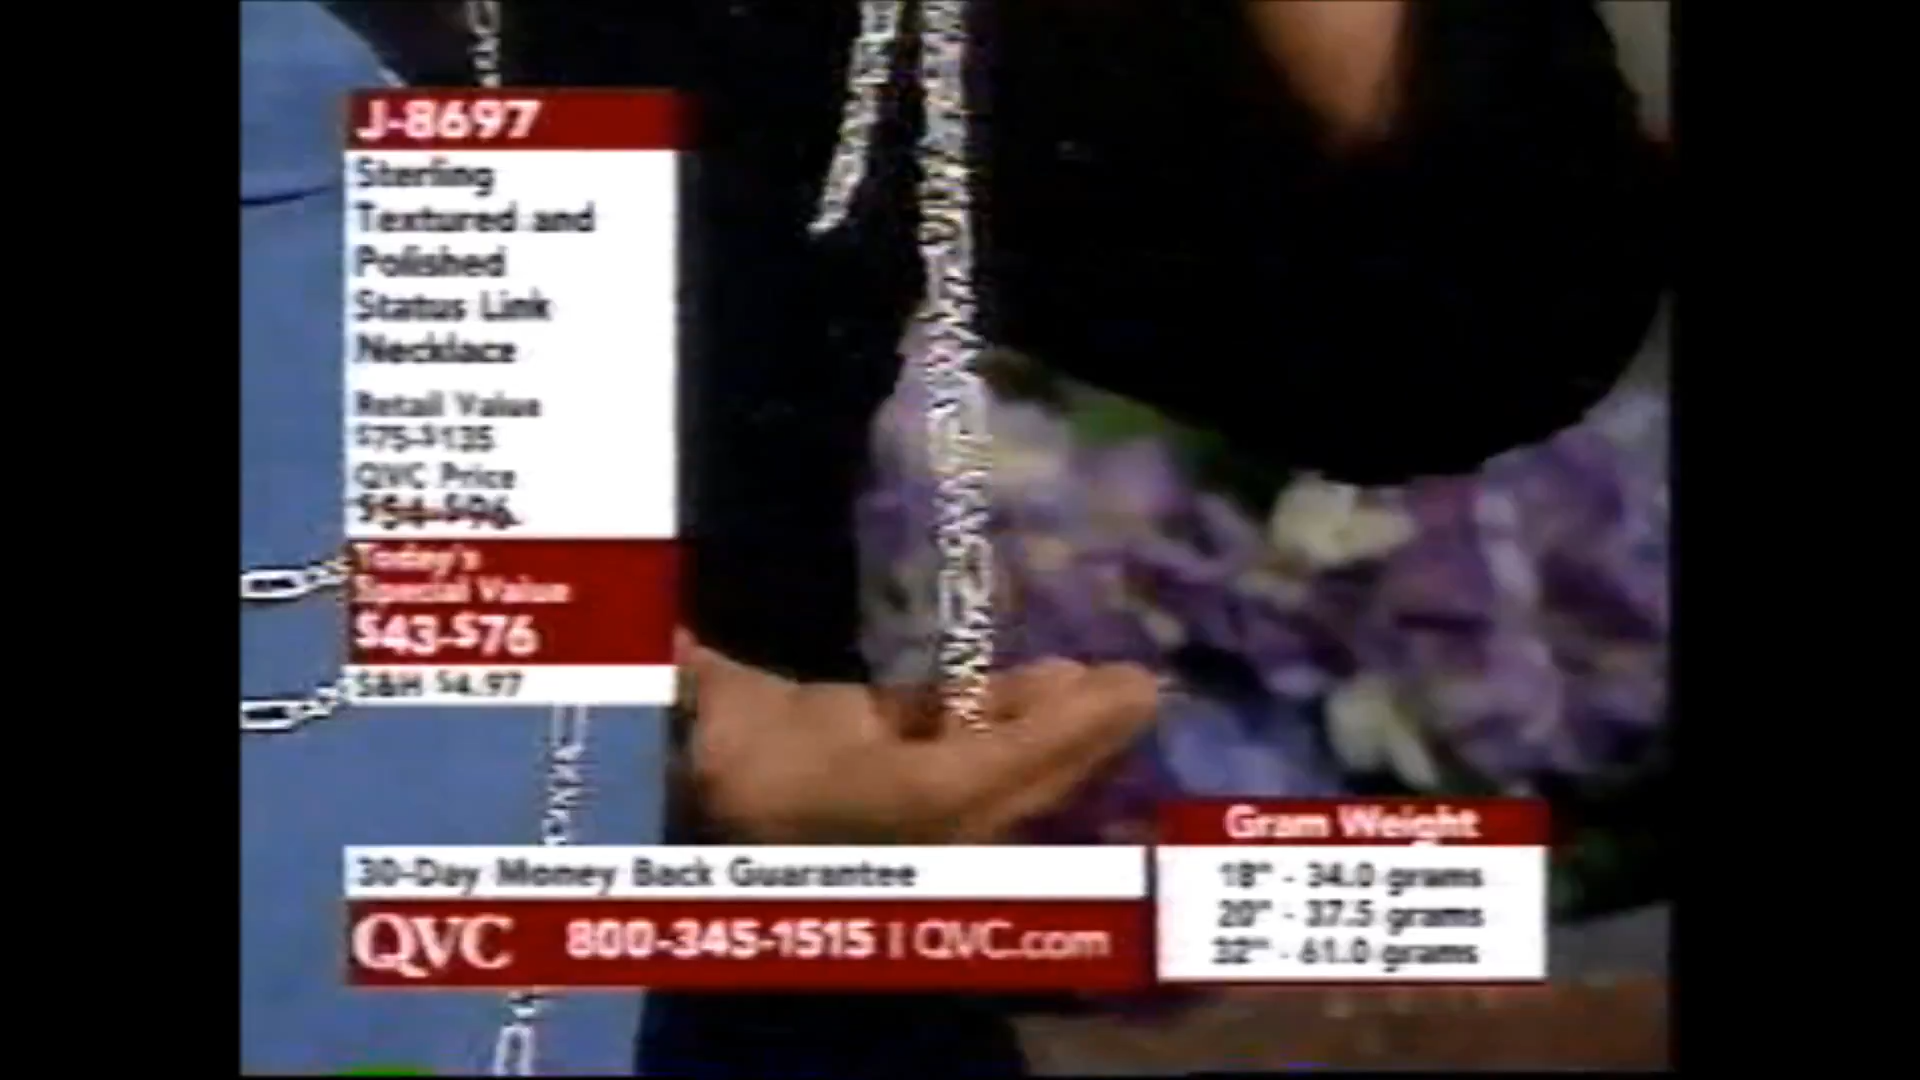 J-8697
Sterling
Textured and
Polished
Status Link
Necklace
Retail Value
$75-$135
QVC Price
$54-$96
Today's
Special Value
$43-$76
S&H $4.97
Gram Weight
18" - 34.0 grams
20" - 37.5 grams
32" - 61.0 grams
30-Day Money Back Guarantee
QVC 800-345-1515 | QVC.com